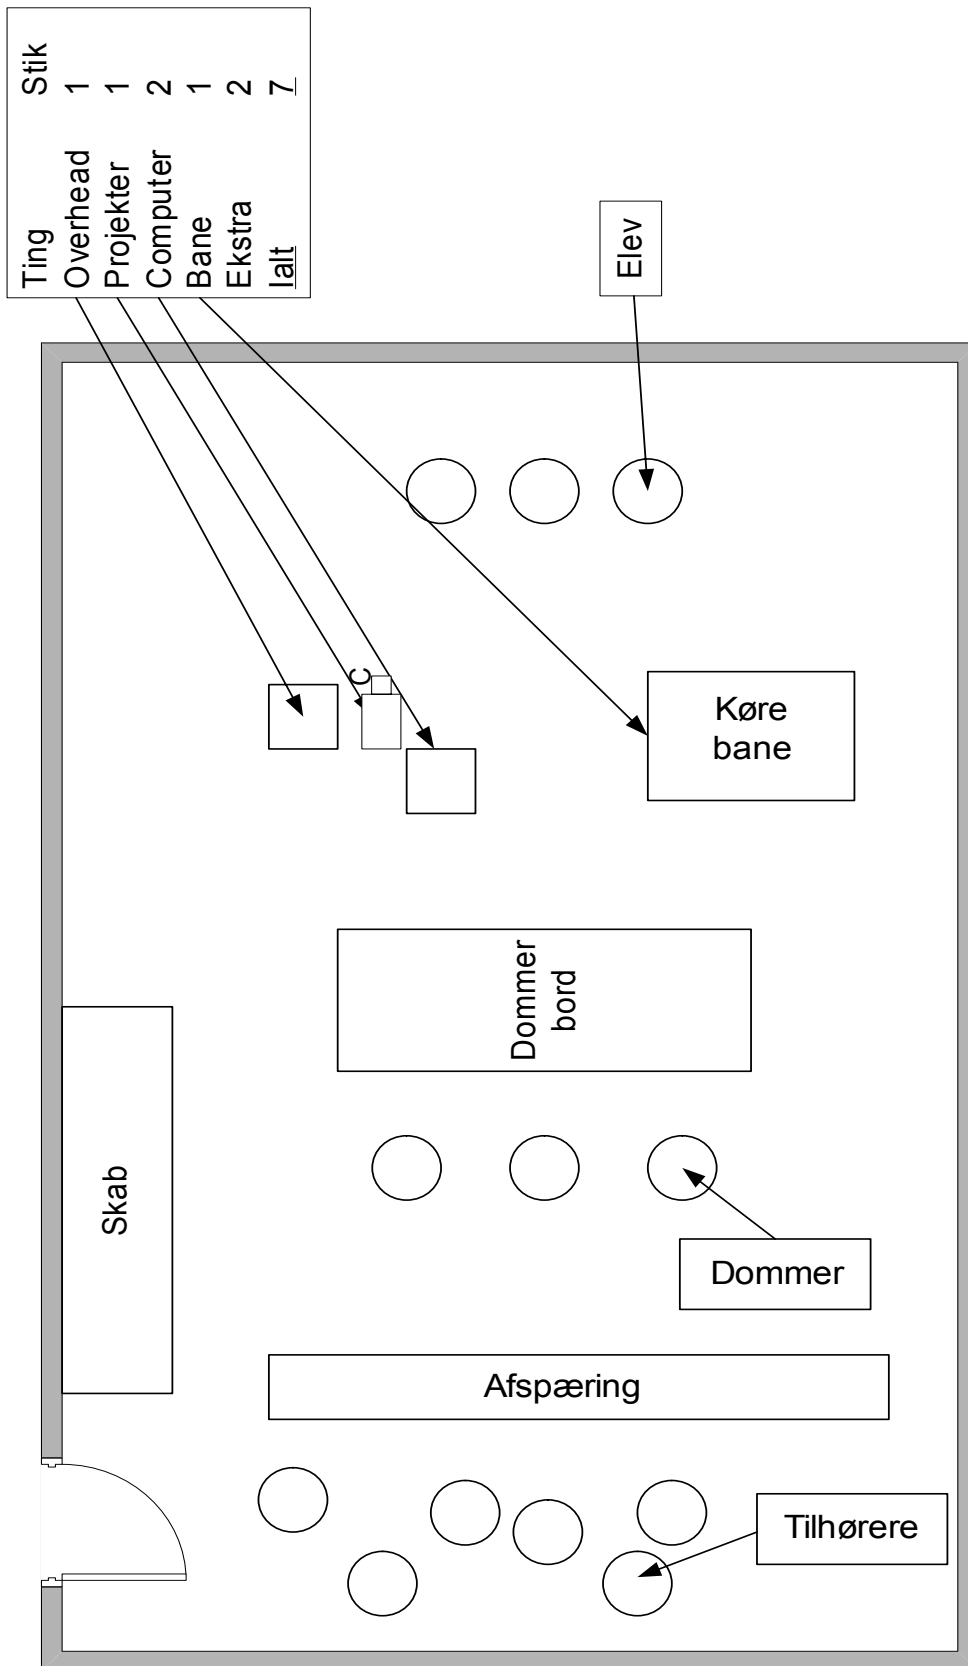 Ting Stik
Overhead 1
Projekter 1
Computer 2
Bane 1
Ekstra 2
Ialt 7
Elev
C
Køre
bane
Dommer
bord
Skab
Dommer
Afspæring
Tilhørere